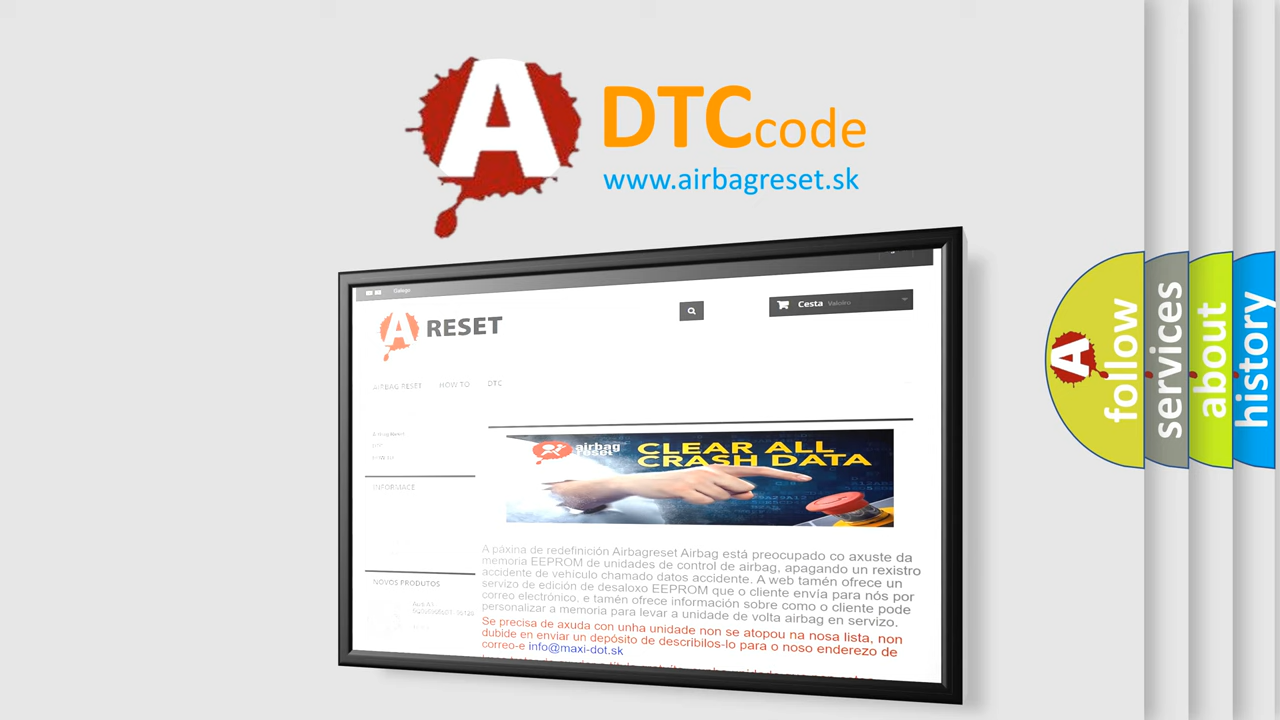 A
DTCcode
www.airbagreset.sk
Galego
A RESET
Cesta Valeiro
AIRBAG RESET HOW TO DTC
INFORMACE
NOVOS PRODUTOS
airbag
reset
CLEAR ALL
CRASH DATA
A páxina de redefinición Airbagreset Airbag está preocupado co axuste da
memoria EEPROM de unidades de control de airbag, apagando un rexistro
accidente de vehículo chamado datos accidente. A web tamén ofrece un
servizo de edición de desaloxo EEPROM que o cliente envía para nós por
correo electrónico, e tamén ofrece información sobre como o cliente pode
personalizar a memoria para levar a unidade de volta airbag en servizo.
Se precisa de axuda con unha unidade non se atopou na nosa lista, non
dubide en enviar un depósito de describilos-lo para o noso enderezo de
correo-e info@maxi-dot.sk
A
follow
services
about
history